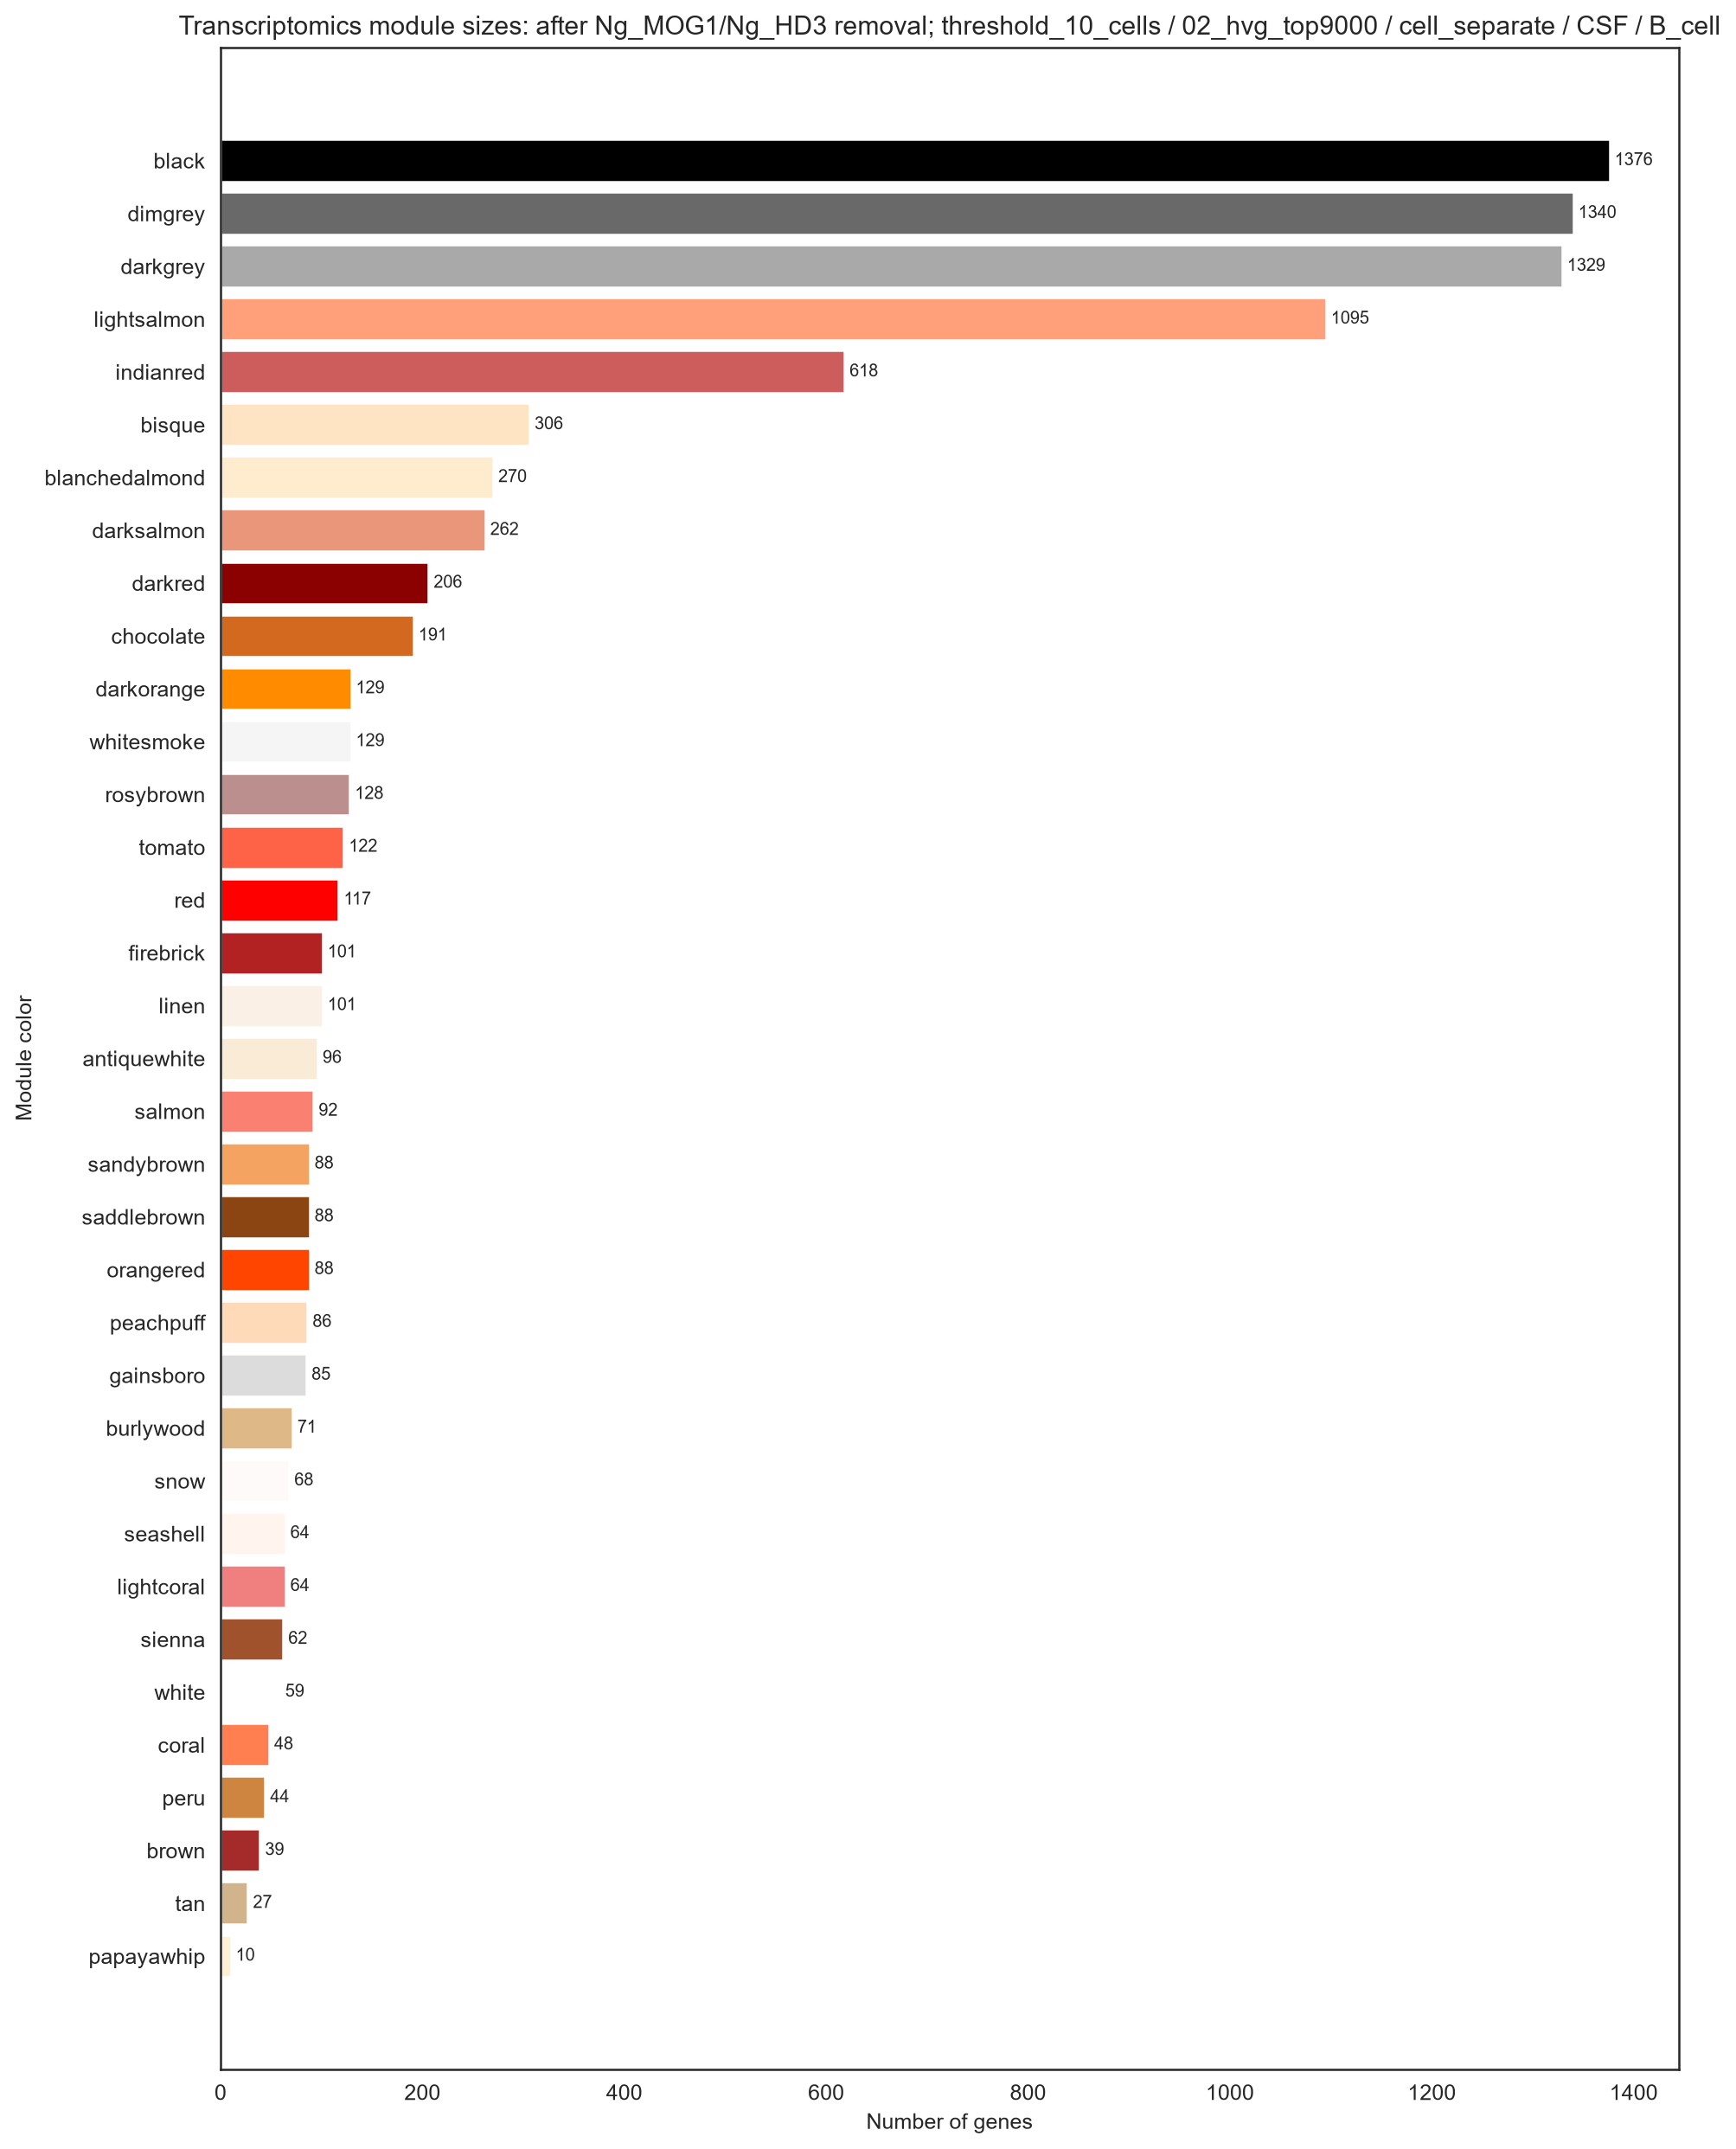 Transcriptomics module sizes: after Ng_MOG1/Ng_HD3 removal; threshold_10_cells / 02_hvg_top9000 / cell_separate / CSF / B_cell
Module color
black 1376
dimgrey 1340
darkgrey 1329
lightsalmon 1095
indianred 618
bisque 306
blanchedalmond 270
darksalmon 262
darkred 206
chocolate 191
darkorange 129
whitesmoke 129
rosybrown 128
tomato 122
red 117
firebrick 101
linen 101
antiquewhite 96
salmon 92
sandybrown 88
saddlebrown 88
orangered 88
peachpuff 86
gainsboro 85
burlywood 71
snow 68
seashell 64
lightcoral 64
sienna 62
white 59
coral 48
peru 44
brown 39
tan 27
papayawhip 10
0 200 400 600 800 1000 1200 1400
Number of genes